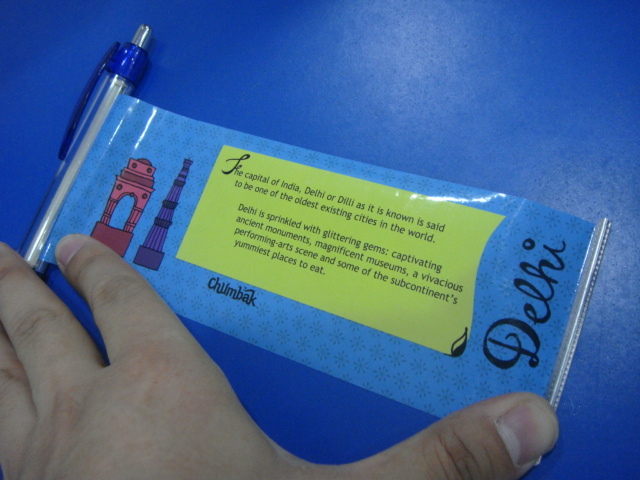 The capital of India, Delhi or Dilli as it is known is said
to be one of the oldest existing cities in the world.
Delhi is sprinkled with glittering gems: captivating
ancient monuments, magnificent museums, a vivacious
performing-arts scene and some of the subcontinent's
yummiest places to eat.
chumbak
Delhi